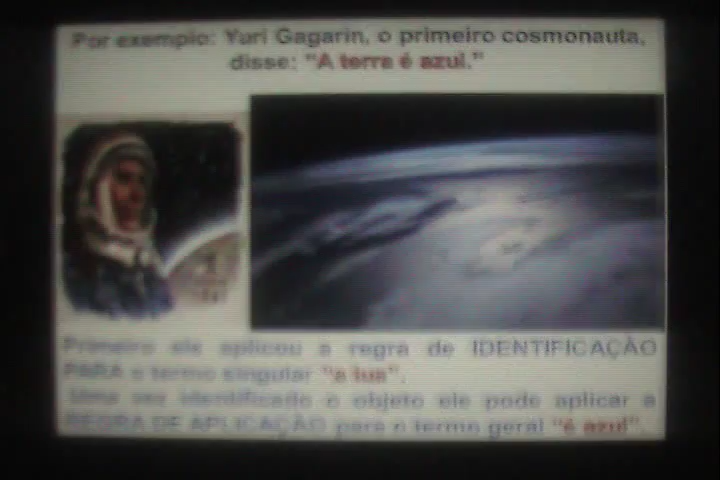 Por exemplo: Yuri Gagarin, o primeiro cosmonauta,
disse: "A terra é azul."
Primeiro ele aplicou a regra de IDENTIFICAÇÃO
PARA o termo singular "a lua".
Uma vez identificado o objeto ele pode aplicar a
REGRA DE APLICAÇÃO para o termo geral "é azul".